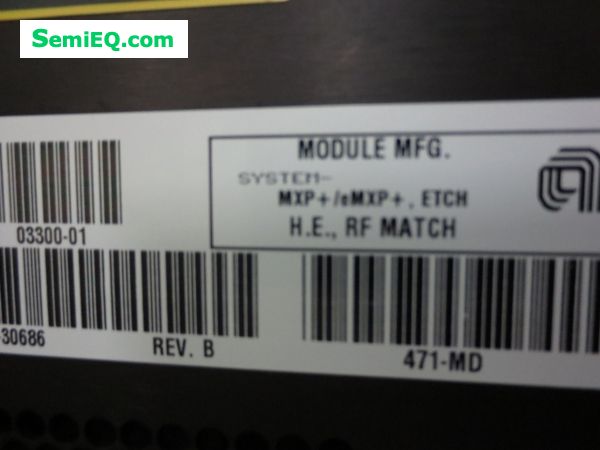 SemiEQ.com
MODULE MFG.
SYSTEM-
MXP+/eMXP+, ETCH
H.E., RF MATCH
03300-01
-30686
REV. B
471-MD